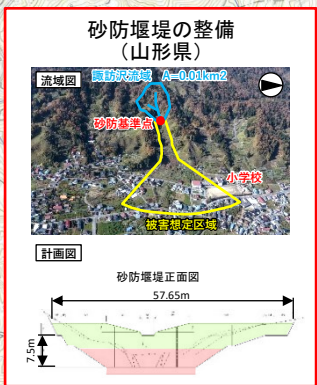 砂防堰堤の整備
（山形県）
流域図
諏訪沢流域 A=0.01km2
砂防基準点
小学校
被害想定区域
計画図
砂防堰堤正面図
57.65m
7.5m